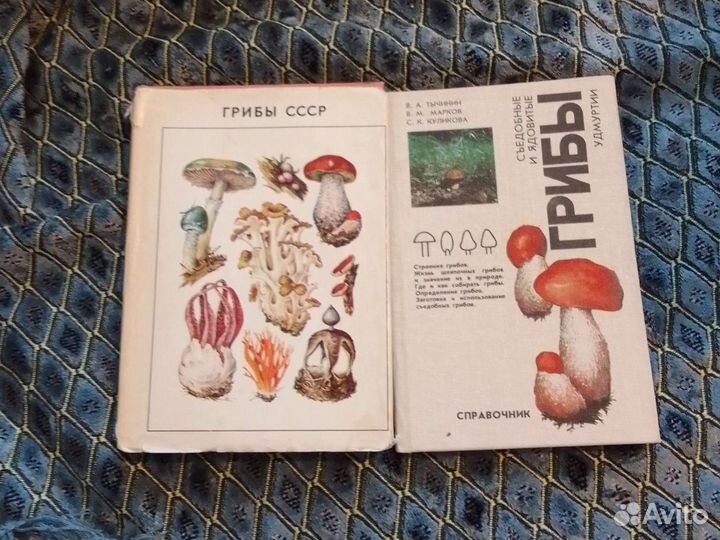 ГРИБЫ СССР
В. А. ТЫЧИНИН
В. М. МАРКОВ
С. К. КУЛИКОВА
СЪЕДОБНЫЕ
И ЯДОВИТЫЕ
ГРИБЫ
УДМУРТИИ
Строение грибов.
Жизнь шляпочных грибов
и значение их в природе.
Где и как собирать грибы.
Определение грибов.
Заготовка и использование
съедобных грибов.
СПРАВОЧНИК
Avito